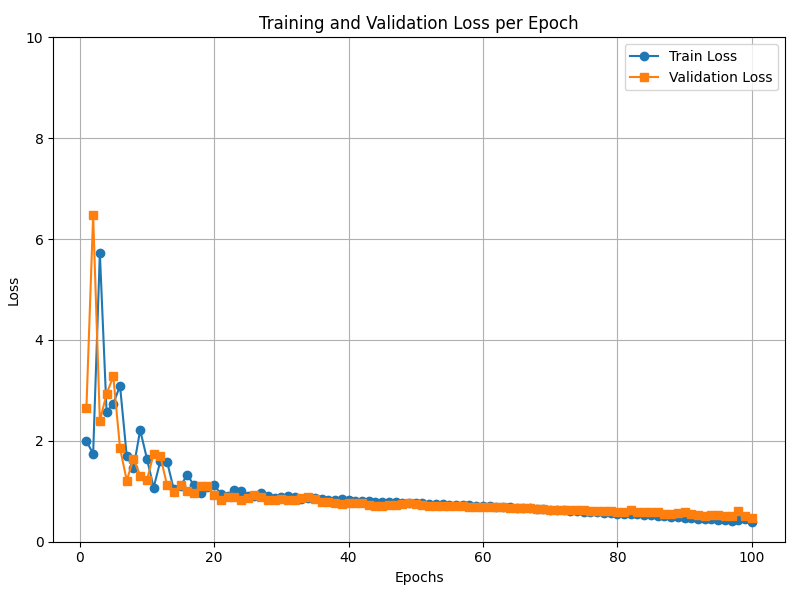 Training and Validation Loss per Epoch
Train Loss
Validation Loss
Loss
10
8
6
4
2
0
0 20 40 60 80 100
Epochs